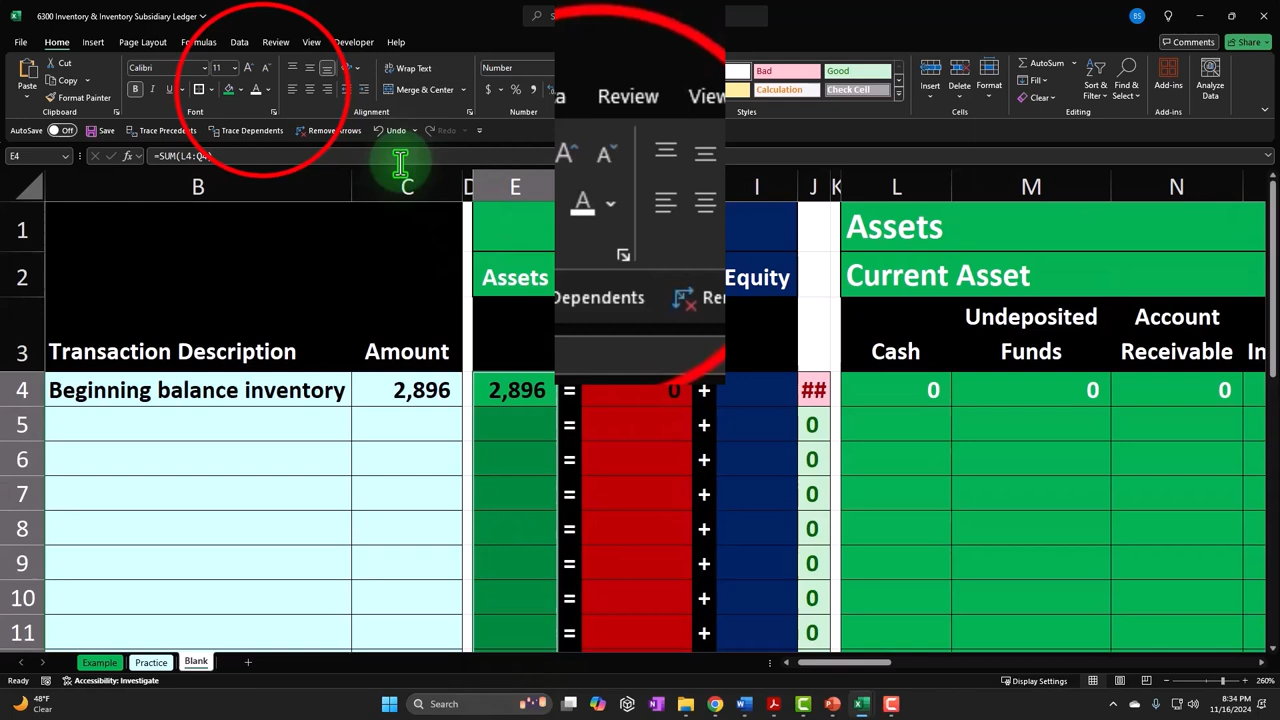 6300 Inventory & Inventory Subsidiary Ledger
BS
File Home Insert Page Layout Formulas Data Review View Developer Help
Comments Share
Cut
Copy
Format Painter
Clipboard
Calibri 11
B I U
Font
Wrap Text
Merge & Center
Alignment
Number
$ % ,
Number
Bad Good
Calculation Check Cell
Styles
Insert Delete Format
Cells
AutoSum
Fill
Clear
Add-ins
Add-ins
Analyze Data
AutoSave Off Save Trace Precedents Trace Dependents Remove Arrows Undo Redo
Review View
A A
A
Dependents Re
E4 fx =SUM(L4:Q4)
B C D E I J K L M N
1 Assets
2 Assets Equity Current Asset
3 Transaction Description Amount Cash Undeposited Funds Account Receivable In
4 Beginning balance inventory 2,896 2,896 = 0 + ## 0 0 0
5 = + 0
6 = + 0
7 = + 0
8 = + 0
9 = + 0
10 = + 0
11 = + 0
Example Practice Blank +
Ready Accessibility: Investigate Display Settings 260%
48°F
Clear
Search
8:34 PM
11/16/2024